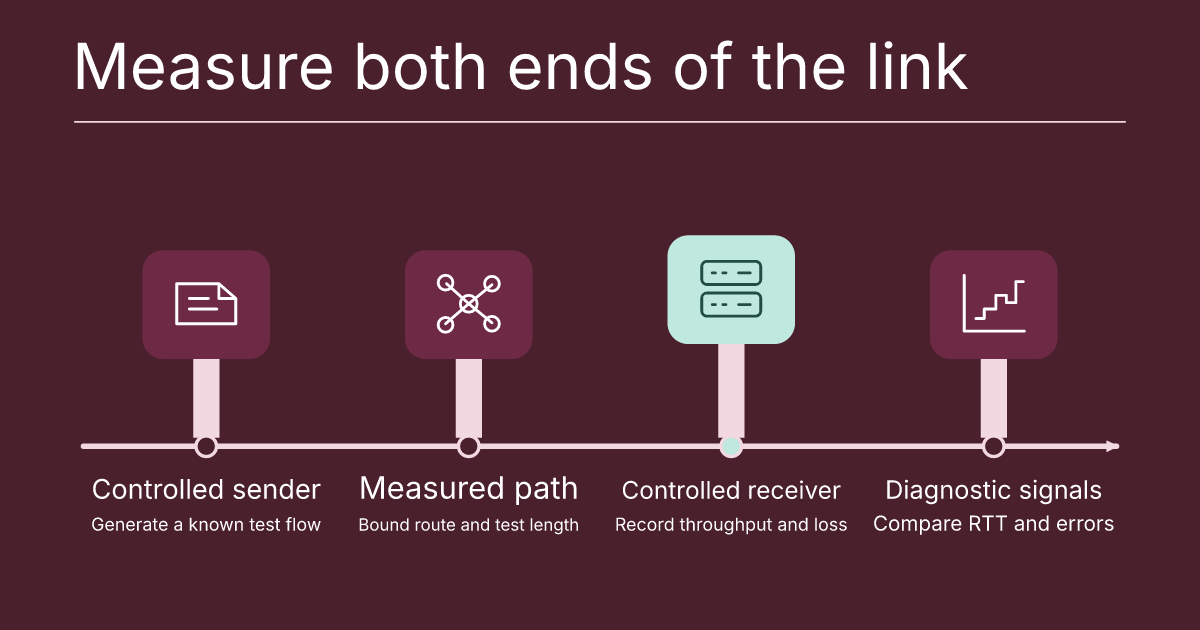 Measure both ends of the link
Controlled sender
Generate a known test flow
Measured path
Bound route and test length
Controlled receiver
Record throughput and loss
Diagnostic signals
Compare RTT and errors